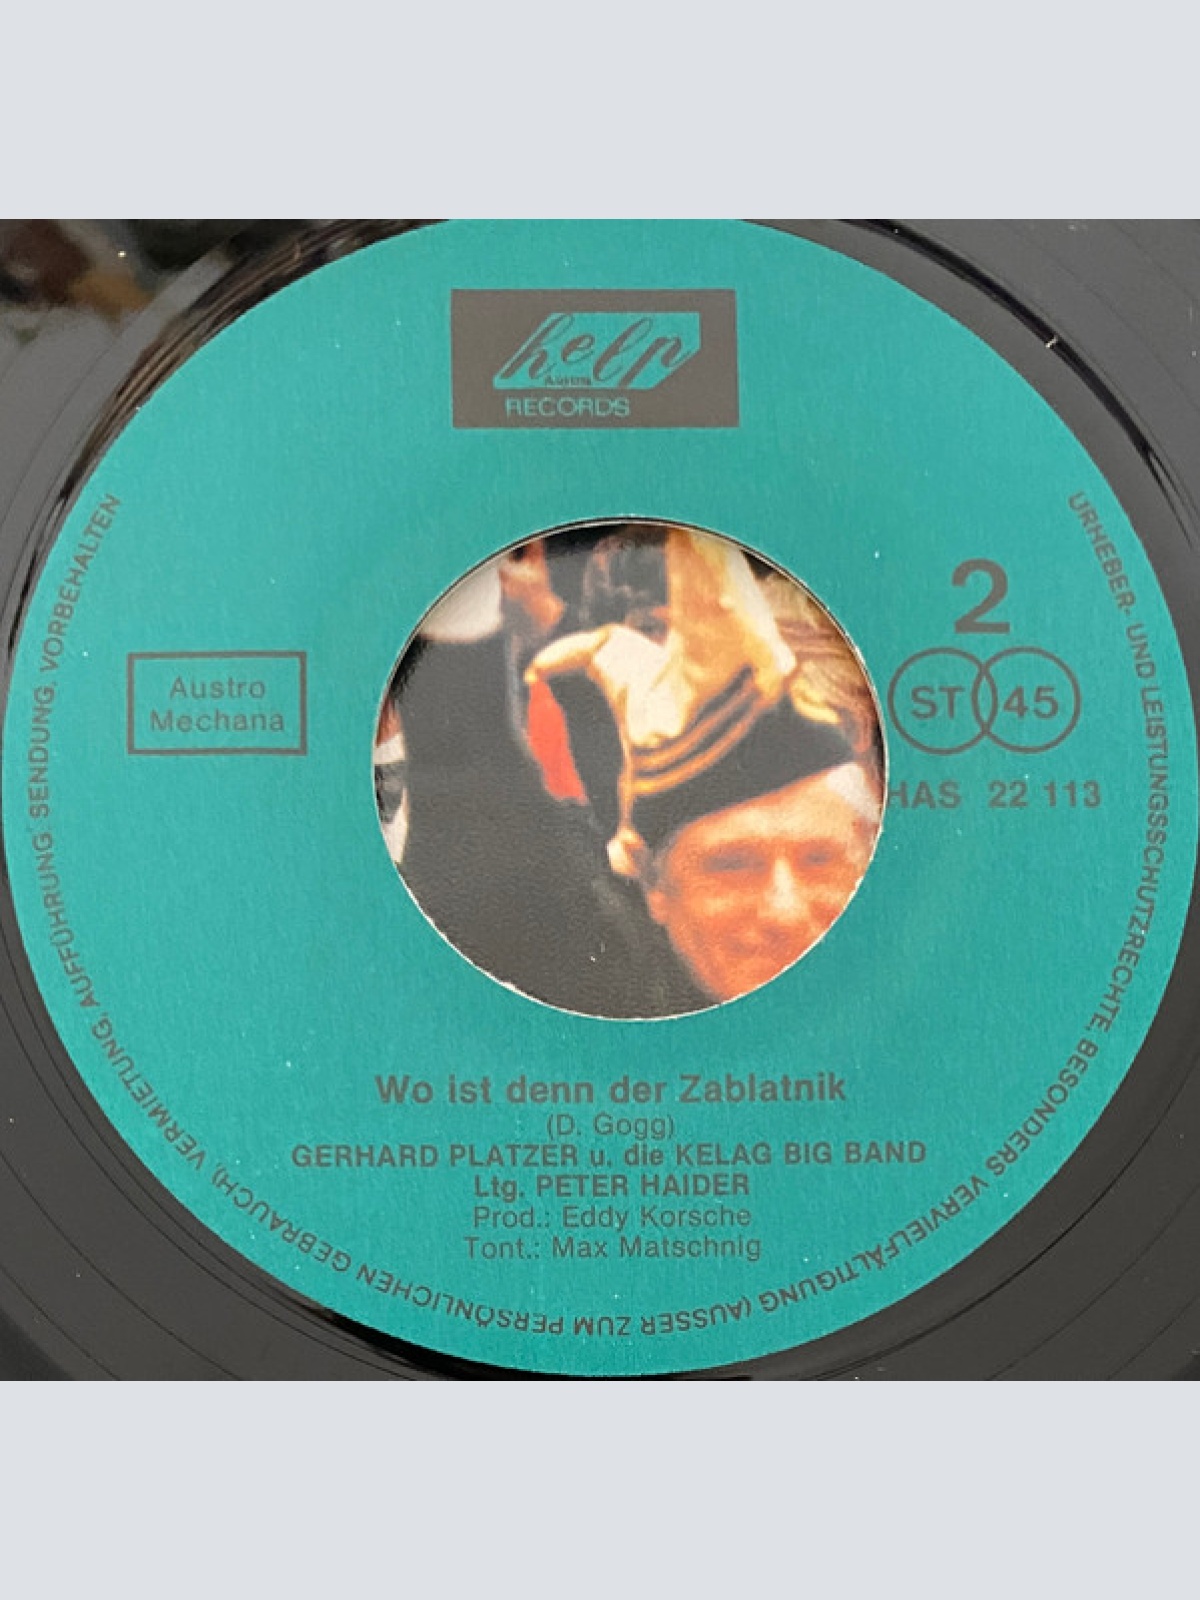 help
Austria
RECORDS
Austro
Mechana
2
ST 45
HAS 22 113
Wo ist denn der Zablatnik
(D. Gogg)
GERHARD PLATZER u. die KELAG BIG BAND
Ltg. PETER HAIDER
Prod.: Eddy Korsche
Tont.: Max Matschnig
URHEBER- UND LEISTUNGSSCHUTZRECHTE, BESONDERS VERVIELFÄLTIGUNG (AUSSER ZUM PERSÖNLICHEN GEBRAUCH), VERMIETUNG, AUFFÜHRUNG, SENDUNG, VORBEHALTEN